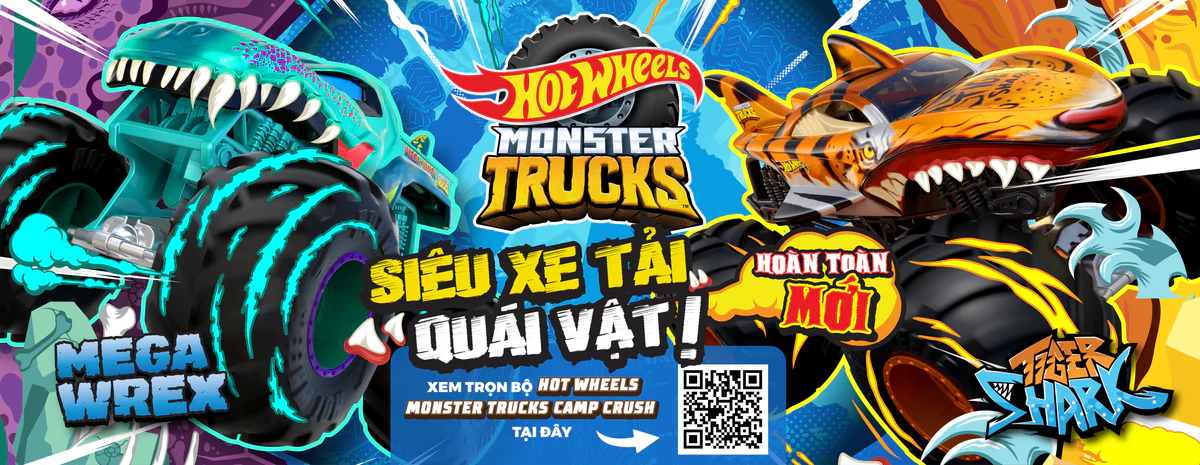 HOT WHEELS
MONSTER
TRUCKS
SIÊU XE TẢI
QUÁI VẬT!
HOÀN TOÀN
MỚI
MEGA
WREX
XEM TRỌN BỘ HOT WHEELS
MONSTER TRUCKS CAMP CRUSH
TẠI ĐÂY
TIGER
SHARK